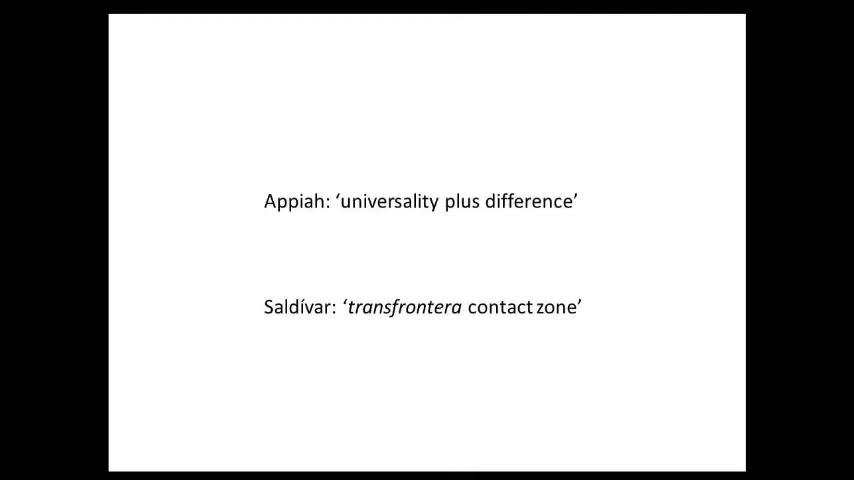 Appiah: ‘universality plus difference’
Saldívar: ‘transfrontera contact zone’